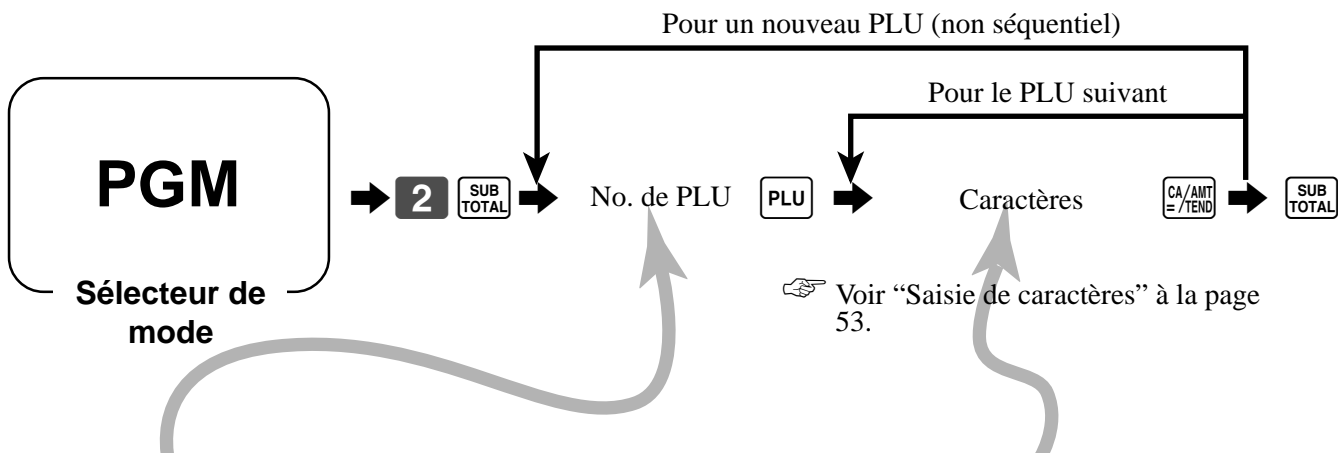 Pour un nouveau PLU (non séquentiel)
Pour le PLU suivant
PGM
2 SUB TOTAL No. de PLU PLU Caractères CA/AMT =/TEND SUB TOTAL
Sélecteur de
mode
☞ Voir “Saisie de caractères” à la page
53.